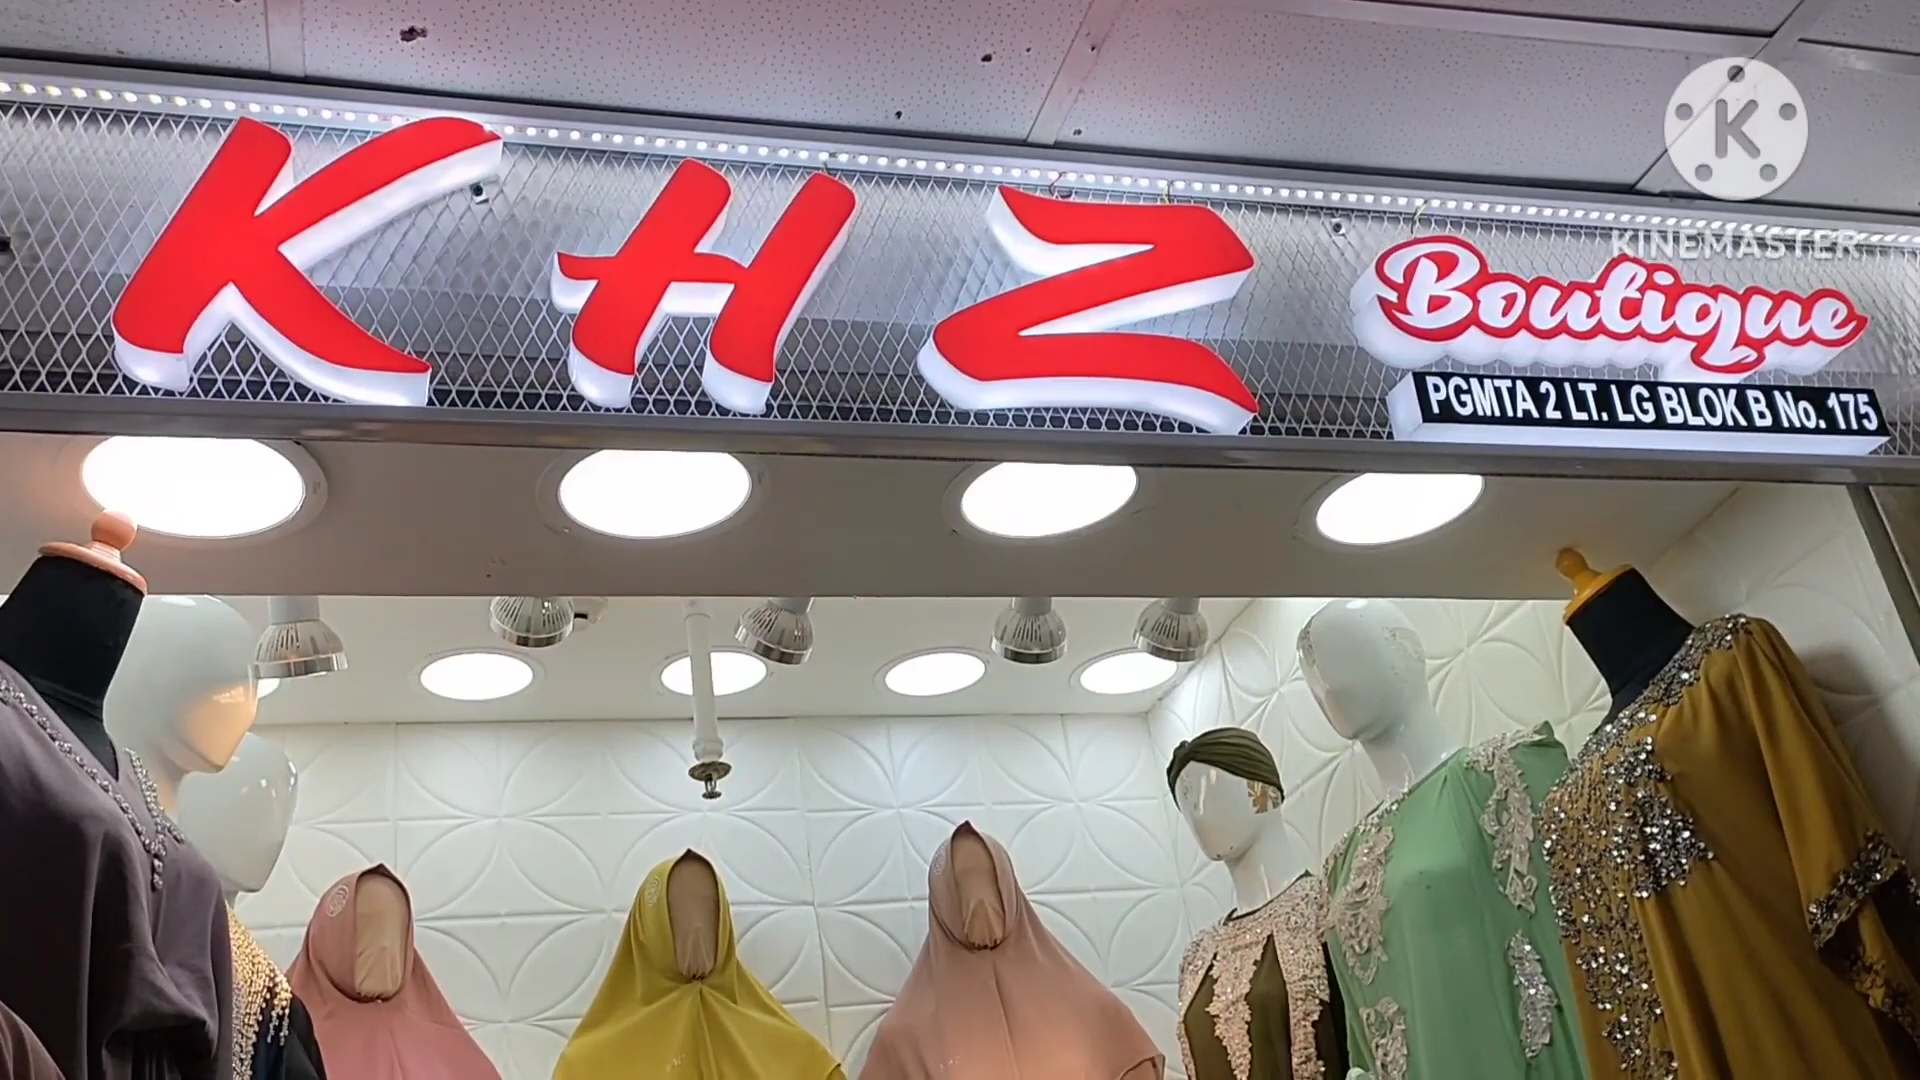 KHZ
Boutique
PGMTA 2 LT. LG BLOK B No. 175
K
KINEMASTER